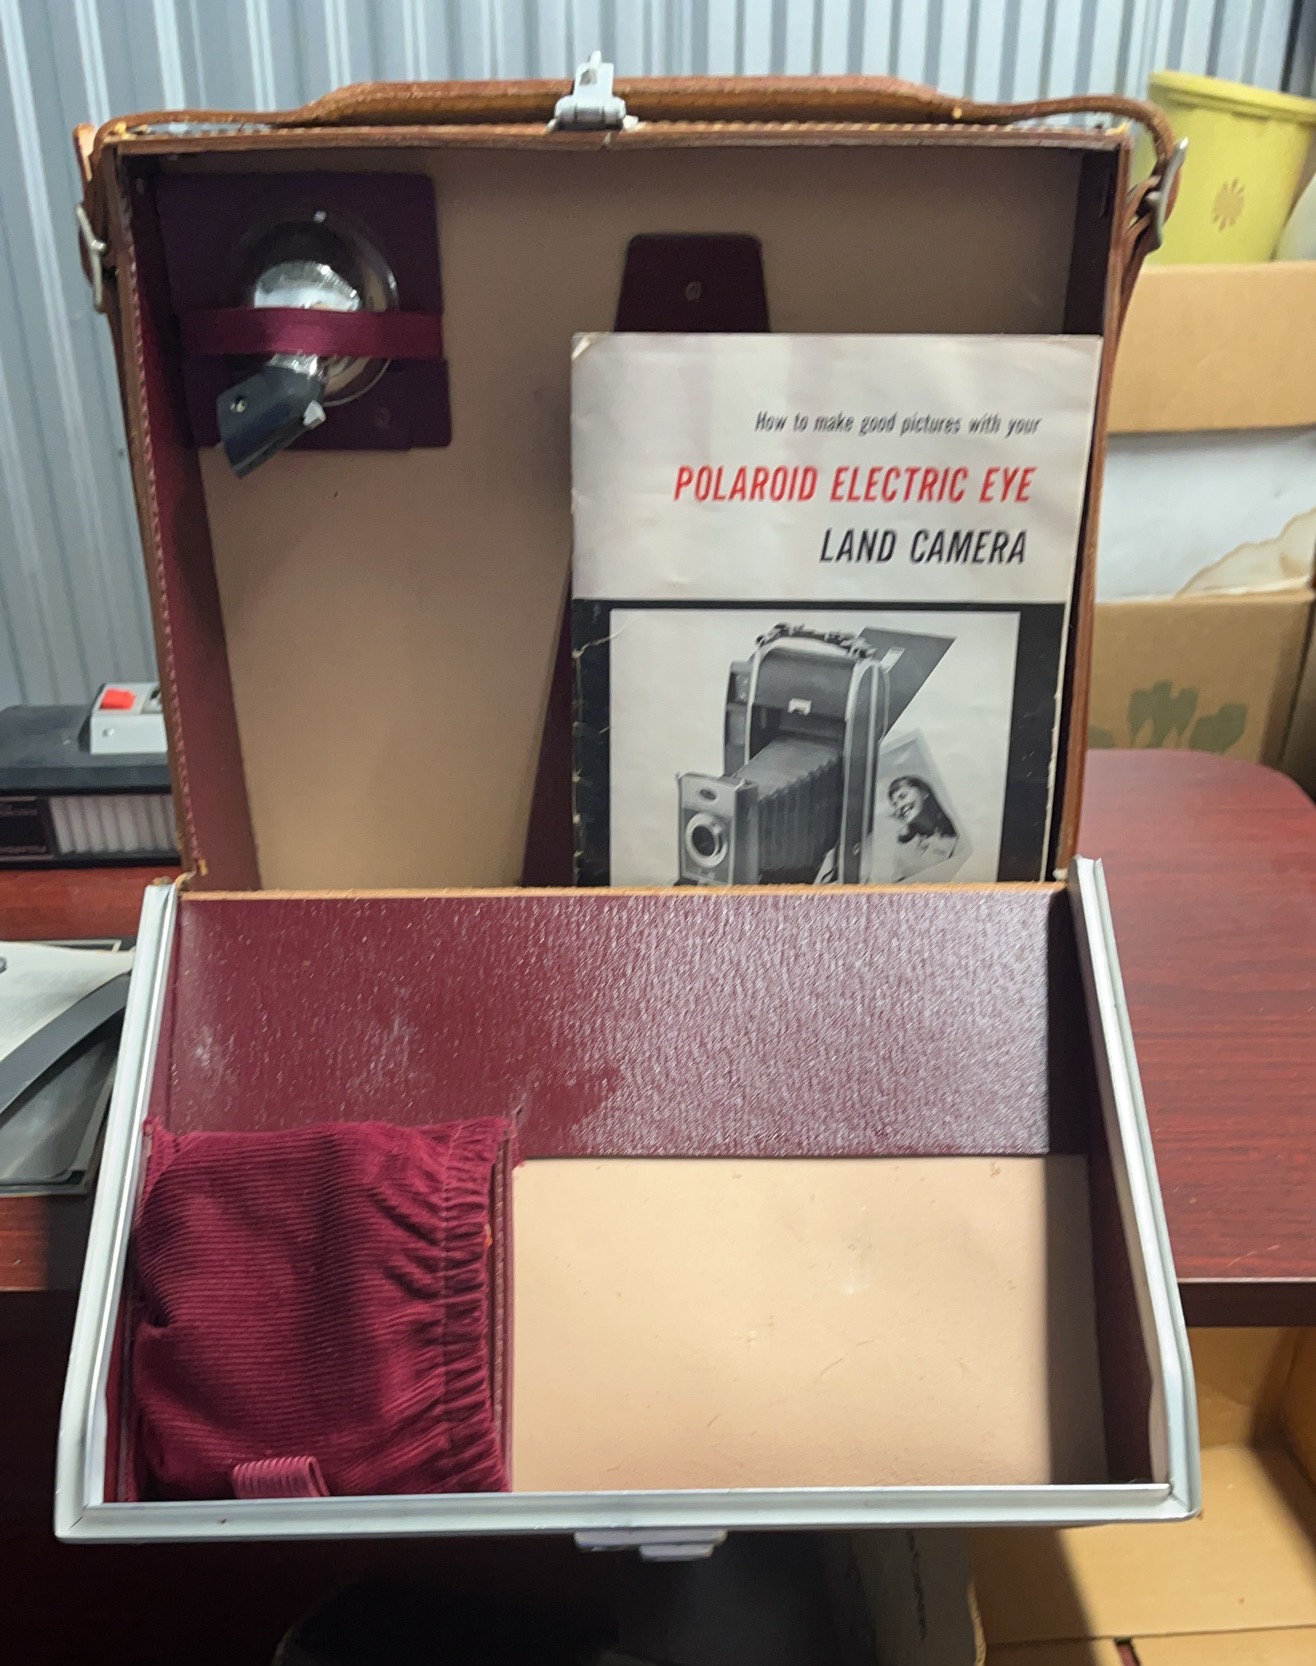 How to make good pictures with your
POLAROID ELECTRIC EYE
LAND CAMERA